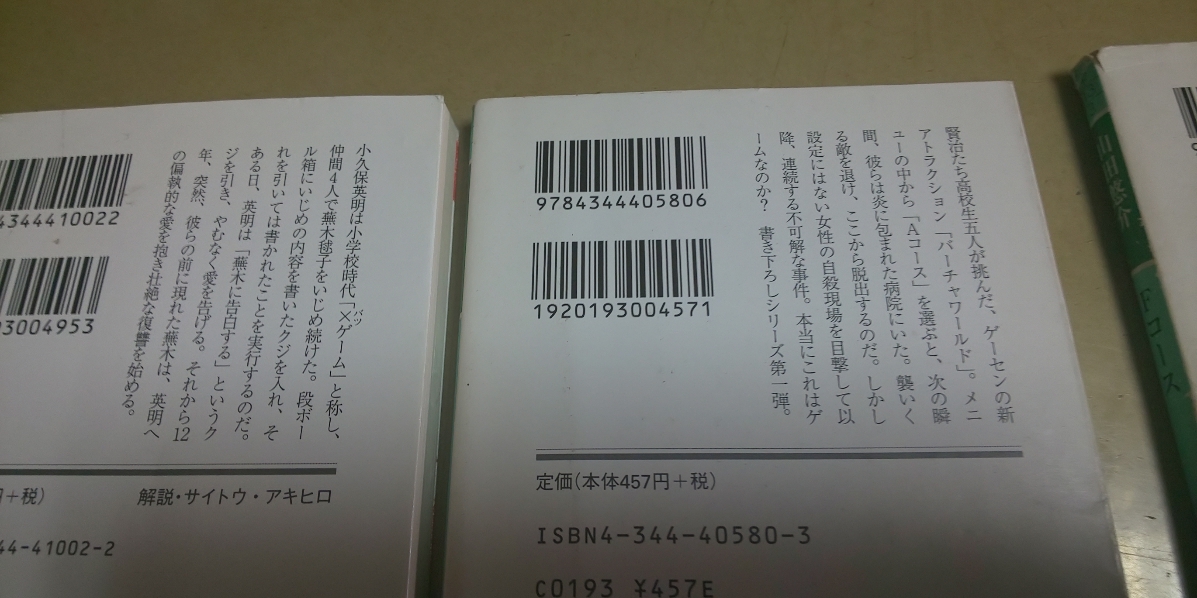 4344410022
93004953
小久保英明は小学校時代「×ゲーム」と称し、
バツ
仲間4人で蕪木毬子をいじめ続けた。段ボー
ル箱にいじめの内容を書いたクジを入れ、そ
れを引いては書かれたことを実行するのだ。
ある日、英明は「蕪木に告白する」というク
ジを引き、やむなく愛を告げる。それから12
年、突然、彼らの前に現れた蕪木は、英明へ
の偏執的な愛を抱き壮絶な復讐を始める。
円+税)
解説・サイトウ・アキヒロ
44-41002-2
9784344405806
1920193004571
賢治たち高校生五人が挑んだ、ゲーセンの新
アトラクション「バーチャワールド」。メニ
ューの中から「Aコース」を選ぶと、次の瞬
間、彼らは炎に包まれた病院にいた。襲いく
る敵を退け、ここから脱出するのだ。しかし
設定にはない女性の自殺現場を目撃して以
降、連続する不可解な事件。本当にこれはゲ
ームなのか? 書き下ろしシリーズ第一弾。
定価(本体457円+税)
ISBN4-344-40580-3
C0193 ¥457E
山田悠介
Fコース